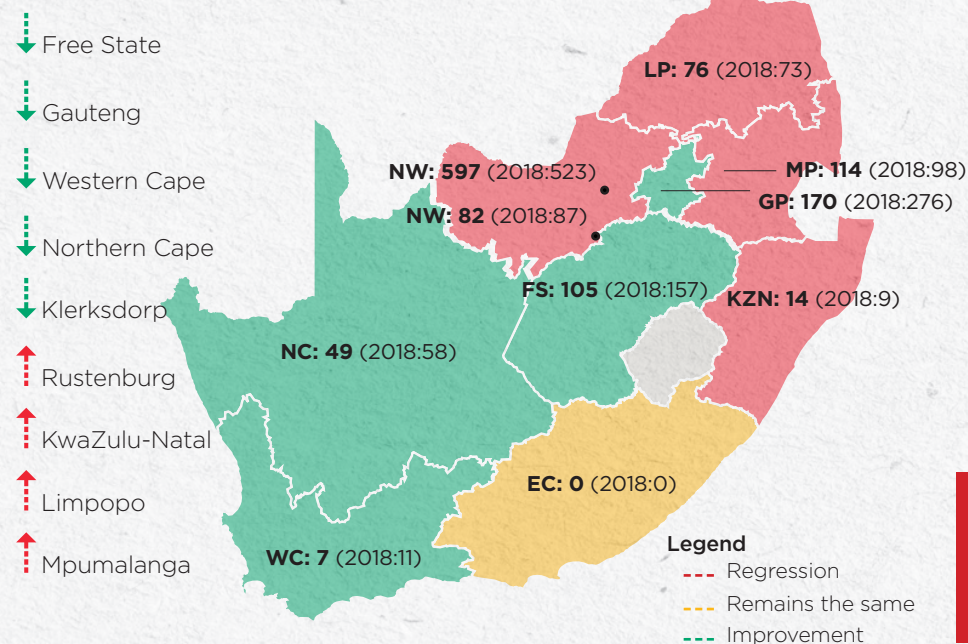 Free State
Gauteng
Western Cape
Northern Cape
Klerksdorp
Rustenburg
KwaZulu-Natal
Limpopo
Mpumalanga
LP: 76 (2018:73)
NW: 597 (2018:523)
MP: 114 (2018:98)
GP: 170 (2018:276)
NW: 82 (2018:87)
FS: 105 (2018:157)
KZN: 14 (2018:9)
NC: 49 (2018:58)
EC: 0 (2018:0)
WC: 7 (2018:11)
Legend
Regression
Remains the same
Improvement